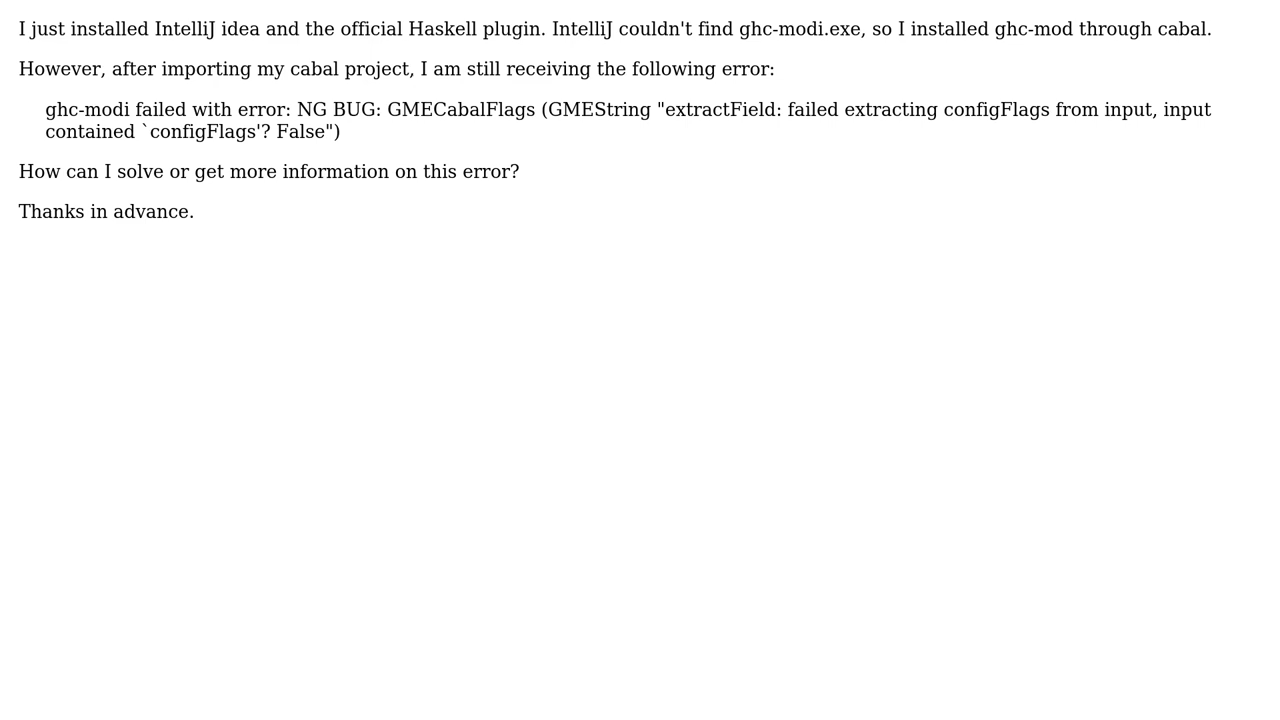 I just installed IntelliJ idea and the official Haskell plugin. IntelliJ couldn't find ghc-modi.exe, so I installed ghc-mod through cabal.
However, after importing my cabal project, I am still receiving the following error:
ghc-modi failed with error: NG BUG: GMECabalFlags (GMEString "extractField: failed extracting configFlags from input, input
contained `configFlags'? False")
How can I solve or get more information on this error?
Thanks in advance.